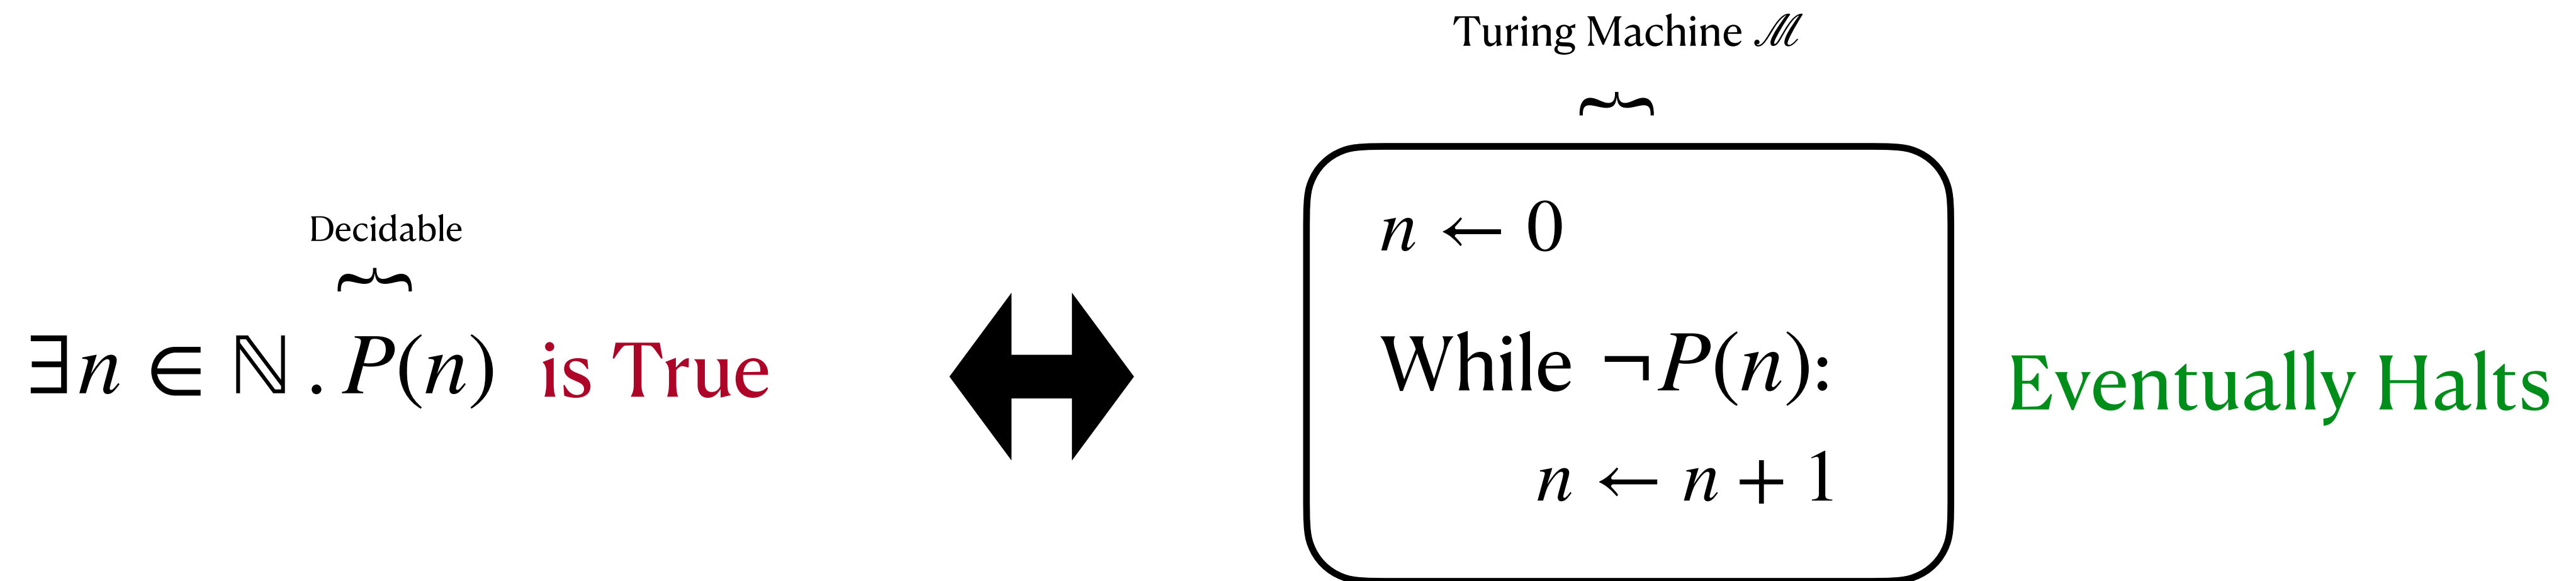 Decidable
∃n ∈ ℕ . P(n) is True
Turing Machine ℳ
n ← 0
While ¬P(n):
n ← n + 1
Eventually Halts